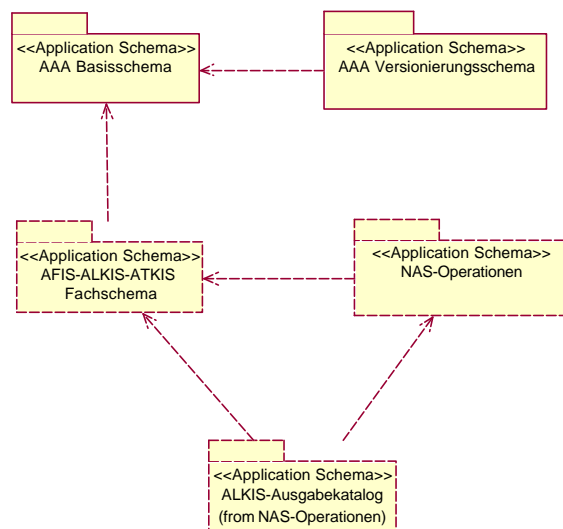 <<Application Schema>>
AAA Basisschema
<<Application Schema>>
AAA Versionierungsschema
<<Application Schema>>
AFIS-ALKIS-ATKIS
Fachschema
<<Application Schema>>
NAS-Operationen
<<Application Schema>>
ALKIS-Ausgabekatalog
(from NAS-Operationen)